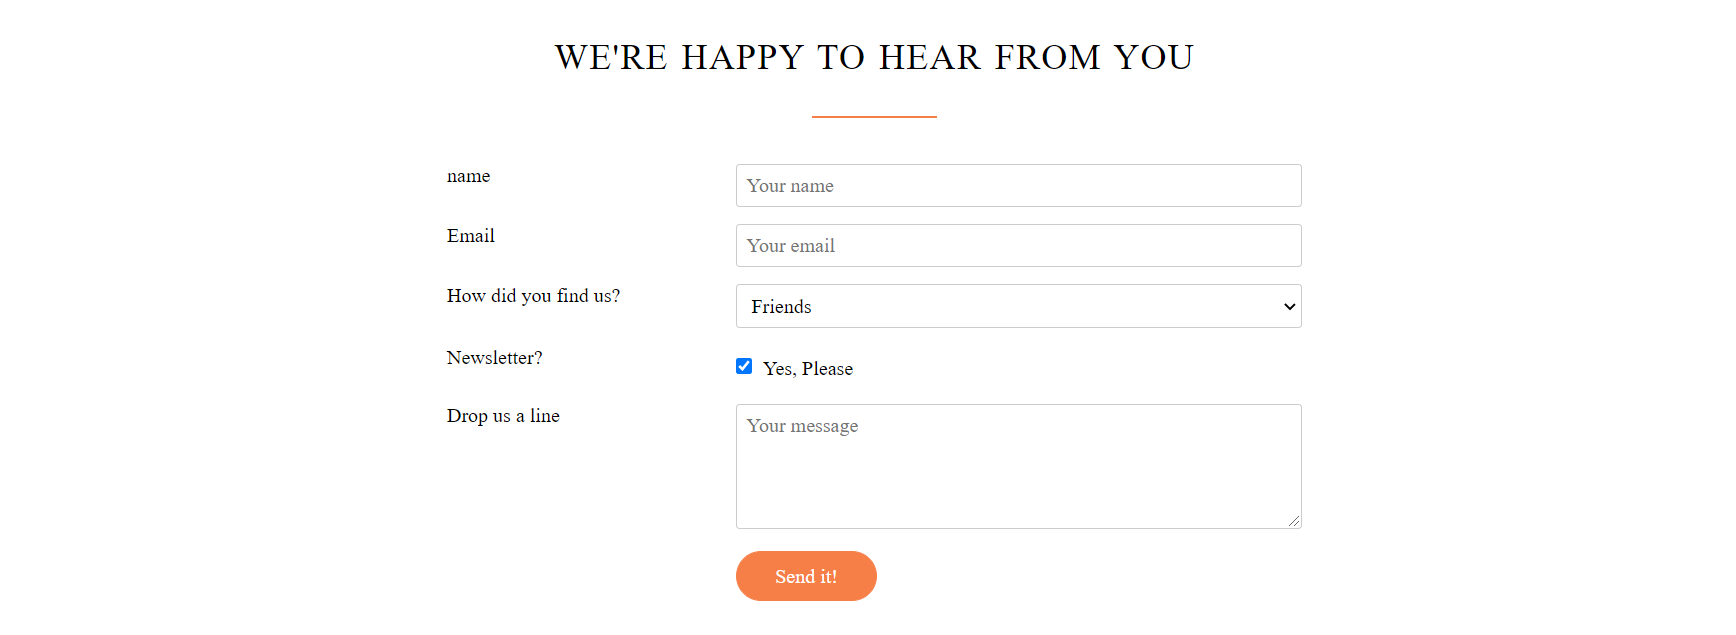 WE'RE HAPPY TO HEAR FROM YOU
name
Your name
Email
Your email
How did you find us?
Friends
Newsletter?
Yes, Please
Drop us a line
Your message
Send it!